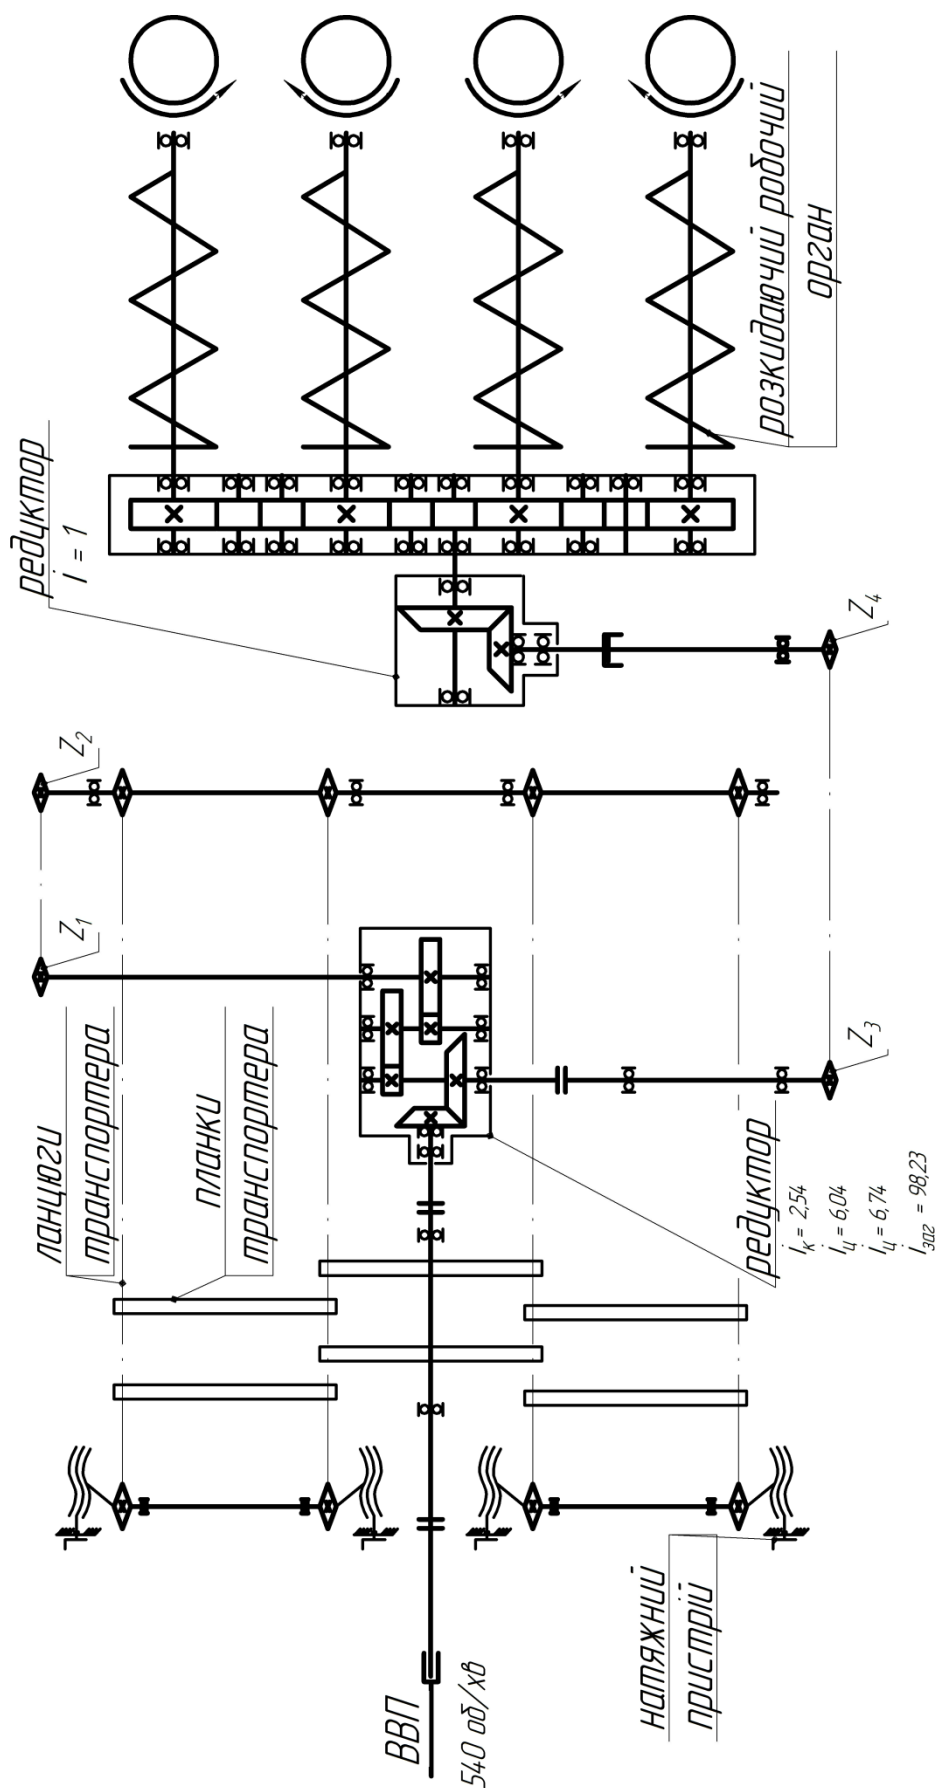 редуктор
i = 1
розкидаючий робочий
орган
Z₂
Z₄
Z₁
Z₃
ланцюги
транспортера
планки
транспортера
редуктор
iк = 2,54
iц = 6,04
iц = 6,74
iзаг = 98,23
натяжний
пристрій
ВВП
540 об/хв